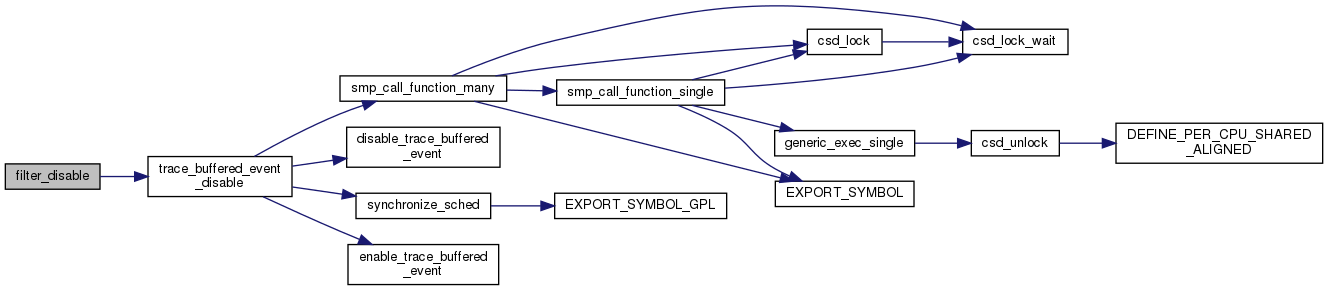 filter_disable
trace_buffered_event
_disable
smp_call_function_many
disable_trace_buffered
_event
synchronize_sched
enable_trace_buffered
_event
smp_call_function_single
EXPORT_SYMBOL_GPL
csd_lock
generic_exec_single
EXPORT_SYMBOL
csd_lock_wait
csd_unlock
DEFINE_PER_CPU_SHARED
_ALIGNED